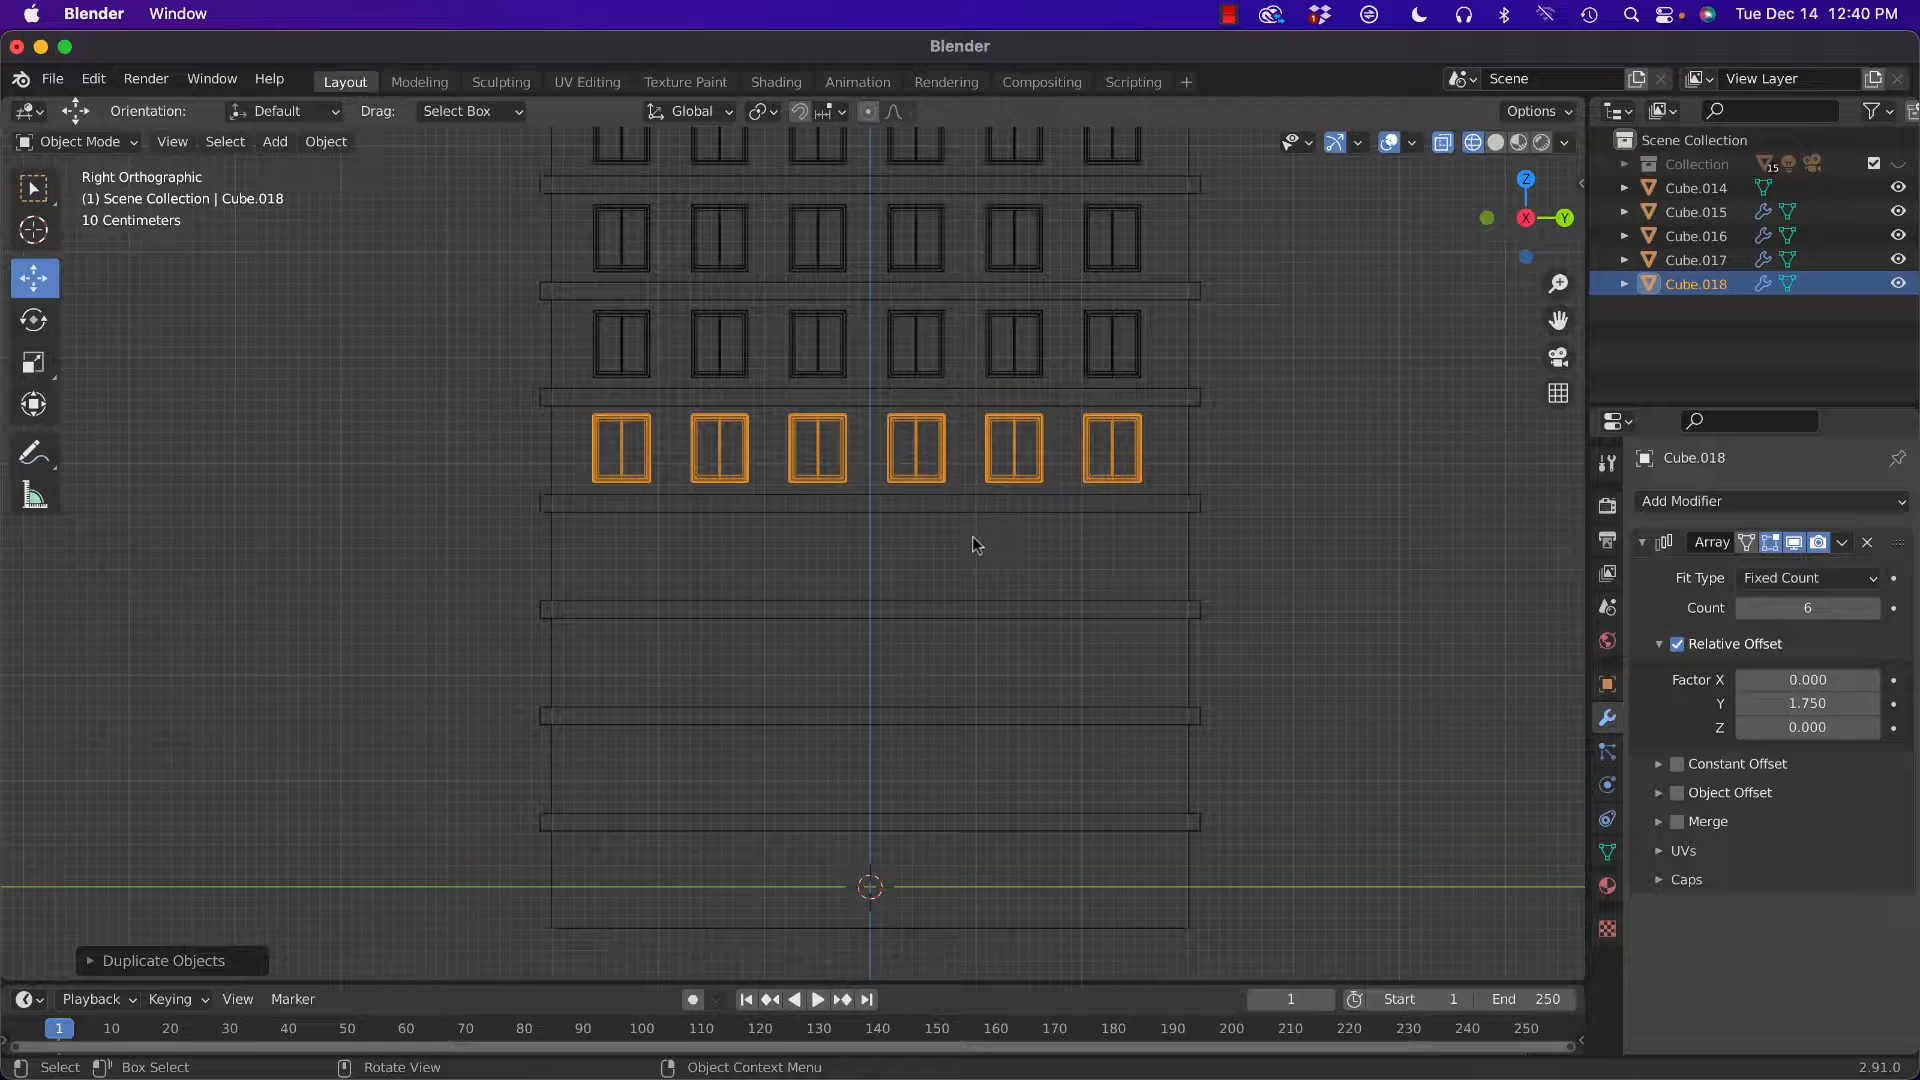 Blender Window
1
Tue Dec 14 12:40 PM
Blender
File Edit Render Window Help
Layout Modeling Sculpting UV Editing Texture Paint Shading Animation Rendering Compositing Scripting +
Scene
View Layer
Orientation: Default Drag: Select Box
Global
Options
Object Mode View Select Add Object
Right Orthographic
(1) Scene Collection | Cube.018
10 Centimeters
Z
X
Y
Scene Collection
Collection 15
Cube.014
Cube.015
Cube.016
Cube.017
Cube.018
Cube.018
Add Modifier
Array
Fit Type Fixed Count
Count 6
Relative Offset
Factor X 0.000
Y 1.750
Z 0.000
Constant Offset
Object Offset
Merge
UVs
Caps
Duplicate Objects
Playback Keying View Marker
1 Start 1 End 250
1 10 20 30 40 50 60 70 80 90 100 110 120 130 140 150 160 170 180 190 200 210 220 230 240 250
Select Box Select Rotate View Object Context Menu
2.91.0